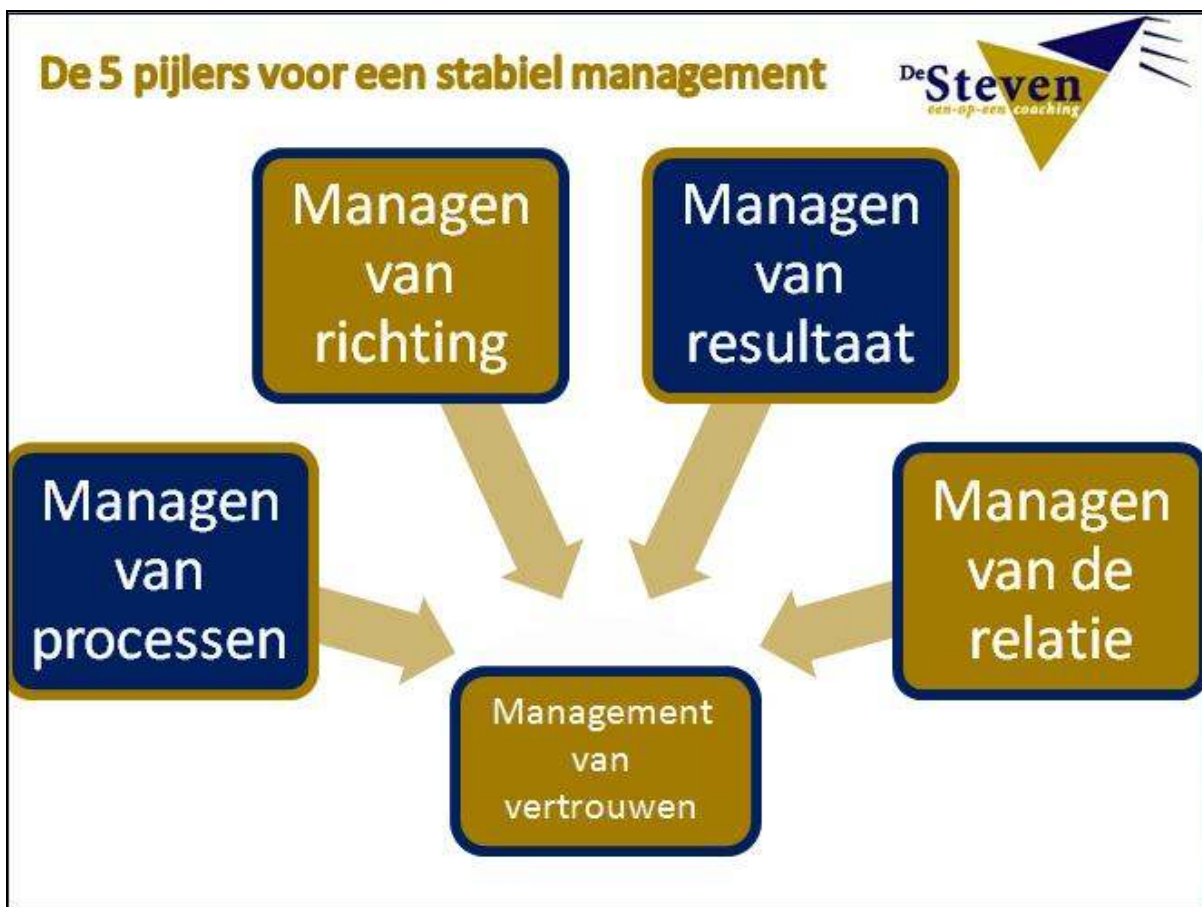 De 5 pijlers voor een stabiel management
De Steven
een-op-een coaching
Managen
van
richting
Managen
van
resultaat
Managen
van
processen
Managen
van de
relatie
Management
van
vertrouwen